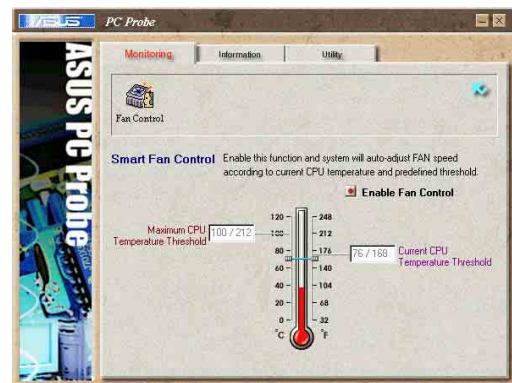 ASUS PC Probe
Monitoring Information Utility
ASUS PC Probe
Fan Control
Smart Fan Control Enable this function and system will auto-adjust FAN speed
according to current CPU temperature and predefined threshold.
Enable Fan Control
Maximum CPU
Temperature Threshold
100 / 212
120 248
100 212
80 176
60 140
40 104
20 68
0 32
°C °F
76 / 168
Current CPU
Temperature Threshold